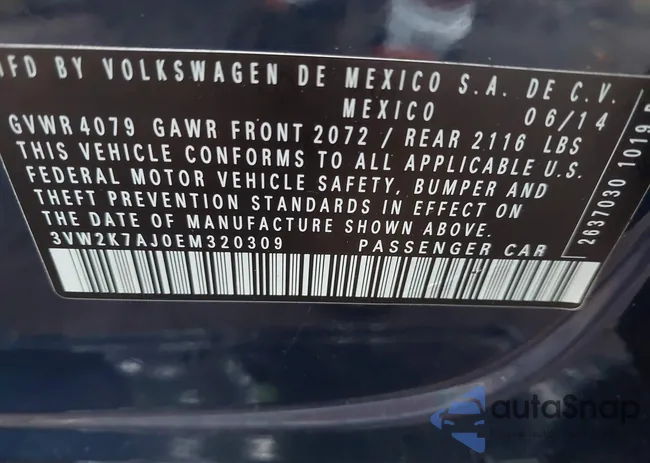 MFD BY VOLKSWAGEN DE MEXICO S.A. DE C.V.
MEXICO 06/14
GVWR 4079 GAWR FRONT 2072 / REAR 2116 LBS
THIS VEHICLE CONFORMS TO ALL APPLICABLE U.S.
FEDERAL MOTOR VEHICLE SAFETY, BUMPER AND
THEFT PREVENTION STANDARDS IN EFFECT ON
THE DATE OF MANUFACTURE SHOWN ABOVE.
3VW2K7AJ0EM320309 PASSENGER CAR
2637030 1019
autoSnap